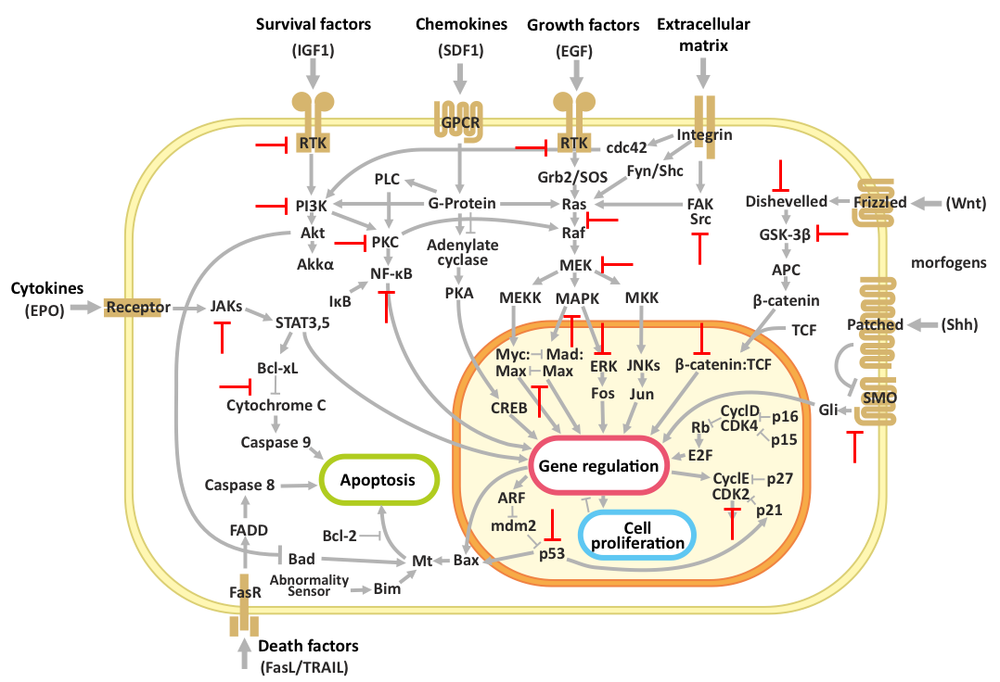 Survival factors
(IGF1)
Chemokines
(SDF1)
Growth factors
(EGF)
Extracellular
matrix
GPCR
RTK
RTK
Integrin
cdc42
Fyn/Shc
Grb2/SOS
PLC
PI3K
G-Protein
Ras
FAK
Src
Dishevelled
Frizzled
(Wnt)
Akt
PKC
Raf
GSK-3β
Adenylate
cyclase
Akkα
NF-κB
MEK
APC
morfogens
Cytokines
(EPO)
Receptor
JAKs
IκB
PKA
MEKK
MAPK
MKK
β-catenin
TCF
STAT3,5
Patched
(Shh)
Myc:
Max
Mad:
Max
ERK
JNKs
β-catenin:TCF
Bcl-xL
Cytochrome C
CREB
Fos
Jun
Gli
SMO
CyclD
CDK4
p16
p15
Rb
E2F
Caspase 9
Gene regulation
Apoptosis
Caspase 8
CyclE
CDK2
p27
p21
ARF
mdm2
p53
Cell
proliferation
FADD
Bcl-2
Bad
Mt
Bax
Abnormality
Sensor
Bim
FasR
Death factors
(FasL/TRAIL)